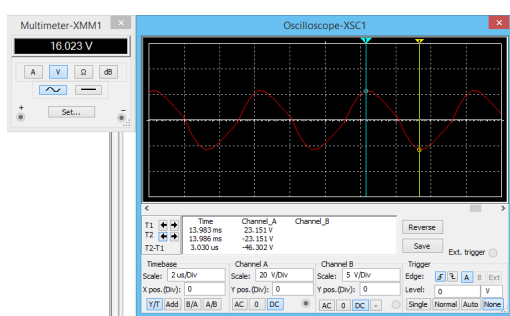 Multimeter-XMM1 ×
16.023 V
A V Ω dB
+ Set... −
Oscilloscope-XSC1 ×
Time Channel_A Channel_B
T1 13.983 ms 23.151 V
T2 13.986 ms -23.151 V
T2-T1 3.030 us -46.302 V
Reverse
Save
Ext. trigger
Timebase
Scale: 2 us/Div
X pos.(Div): 0
Y/T Add B/A A/B
Channel A
Scale: 20 V/Div
Y pos.(Div): 0
AC 0 DC
Channel B
Scale: 5 V/Div
Y pos.(Div): 0
AC 0 DC -
Trigger
Edge: A B Ext
Level: 0 V
Single Normal Auto None